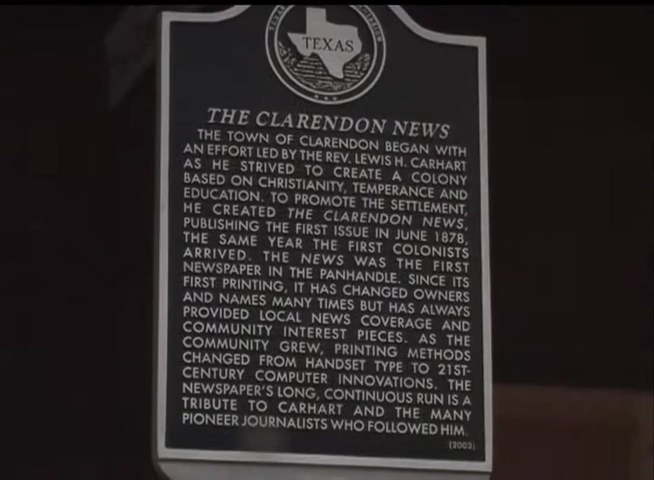 TEXAS
THE CLARENDON NEWS
THE TOWN OF CLARENDON BEGAN WITH
AN EFFORT LED BY THE REV. LEWIS H. CARHART
AS HE STRIVED TO CREATE A COLONY
BASED ON CHRISTIANITY, TEMPERANCE AND
EDUCATION. TO PROMOTE THE SETTLEMENT,
HE CREATED THE CLARENDON NEWS,
PUBLISHING THE FIRST ISSUE IN JUNE 1878,
THE SAME YEAR THE FIRST COLONISTS
ARRIVED. THE NEWS WAS THE FIRST
NEWSPAPER IN THE PANHANDLE. SINCE ITS
FIRST PRINTING, IT HAS CHANGED OWNERS
AND NAMES MANY TIMES BUT HAS ALWAYS
PROVIDED LOCAL NEWS COVERAGE AND
COMMUNITY INTEREST PIECES. AS THE
COMMUNITY GREW, PRINTING METHODS
CHANGED FROM HANDSET TYPE TO 21ST-
CENTURY COMPUTER INNOVATIONS. THE
NEWSPAPER'S LONG, CONTINUOUS RUN IS A
TRIBUTE TO CARHART AND THE MANY
PIONEER JOURNALISTS WHO FOLLOWED HIM.
(2003)